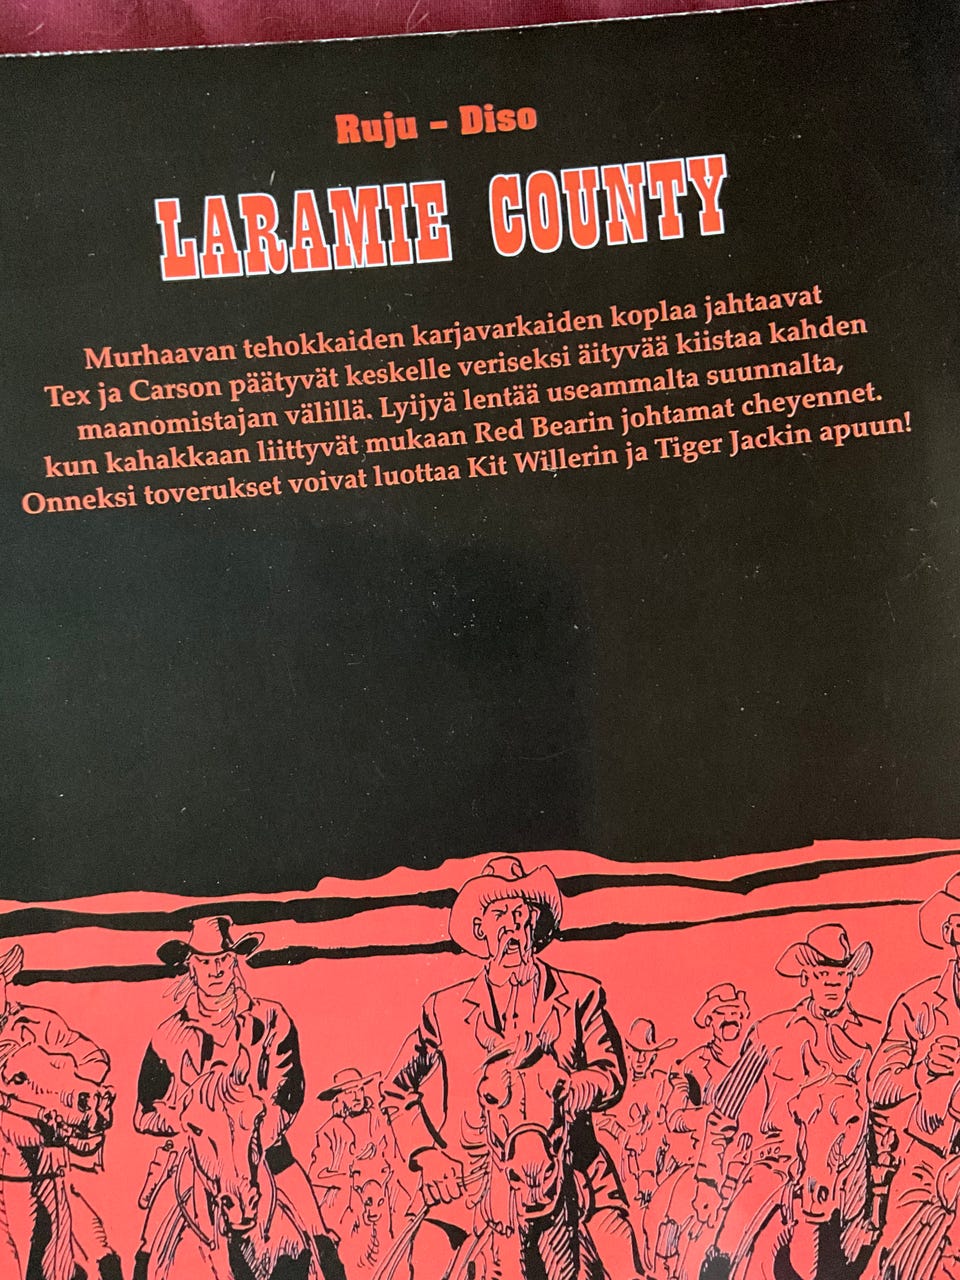 Ruju – Diso
LARAMIE COUNTY
Murhaavan tehokkaiden karjavarkaiden koplaa jahtaavat
Tex ja Carson päätyvät keskelle veriseksi äityvää kiistaa kahden
maanomistajan välillä. Lyijyä lentää useammalta suunnalta,
kun kahakkaan liittyvät mukaan Red Bearin johtamat cheyennet.
Onneksi toverukset voivat luottaa Kit Willerin ja Tiger Jackin apuun!